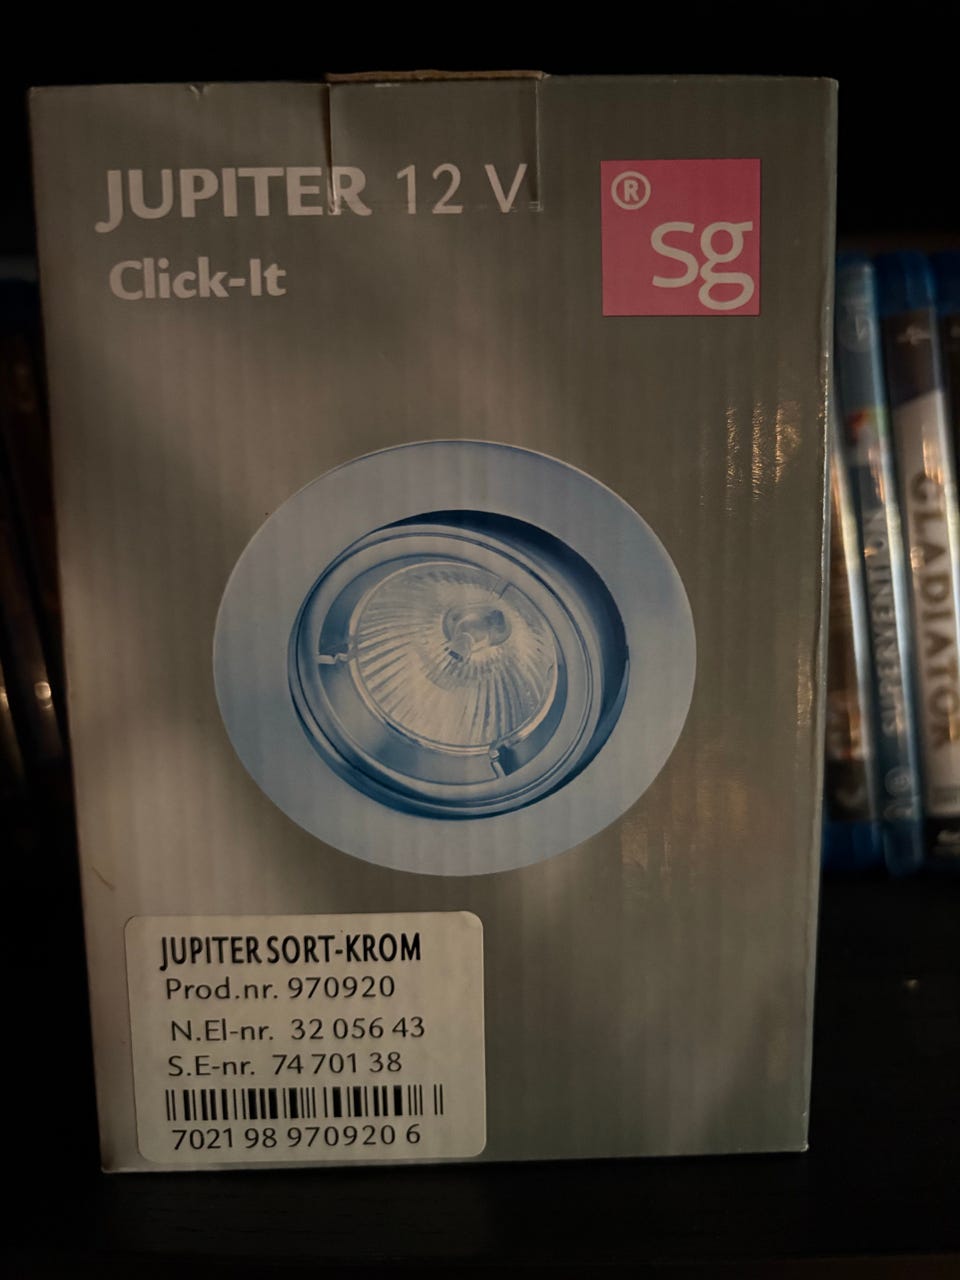 JUPITER 12 V
Click-It
® sg
JUPITER SORT-KROM
Prod.nr. 970920
N.El-nr. 32 056 43
S.E-nr. 74 701 38
7021 98 970920 6
SUPERVENTION
GLADIATOR